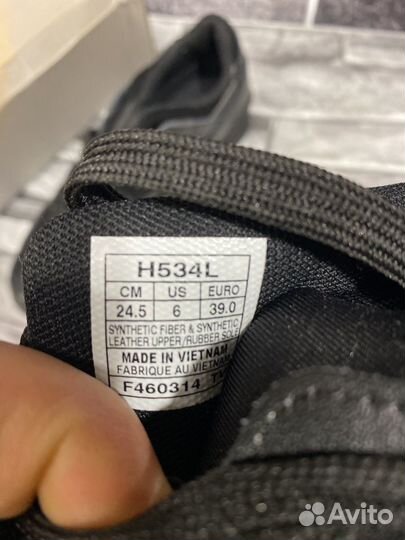 H534L
CM US EURO
24.5 6 39.0
SYNTHETIC FIBER & SYNTHETIC
LEATHER UPPER/RUBBER SOLE
MADE IN VIETNAM
FABRIQUE AU VIETNAM
F460314
Avito